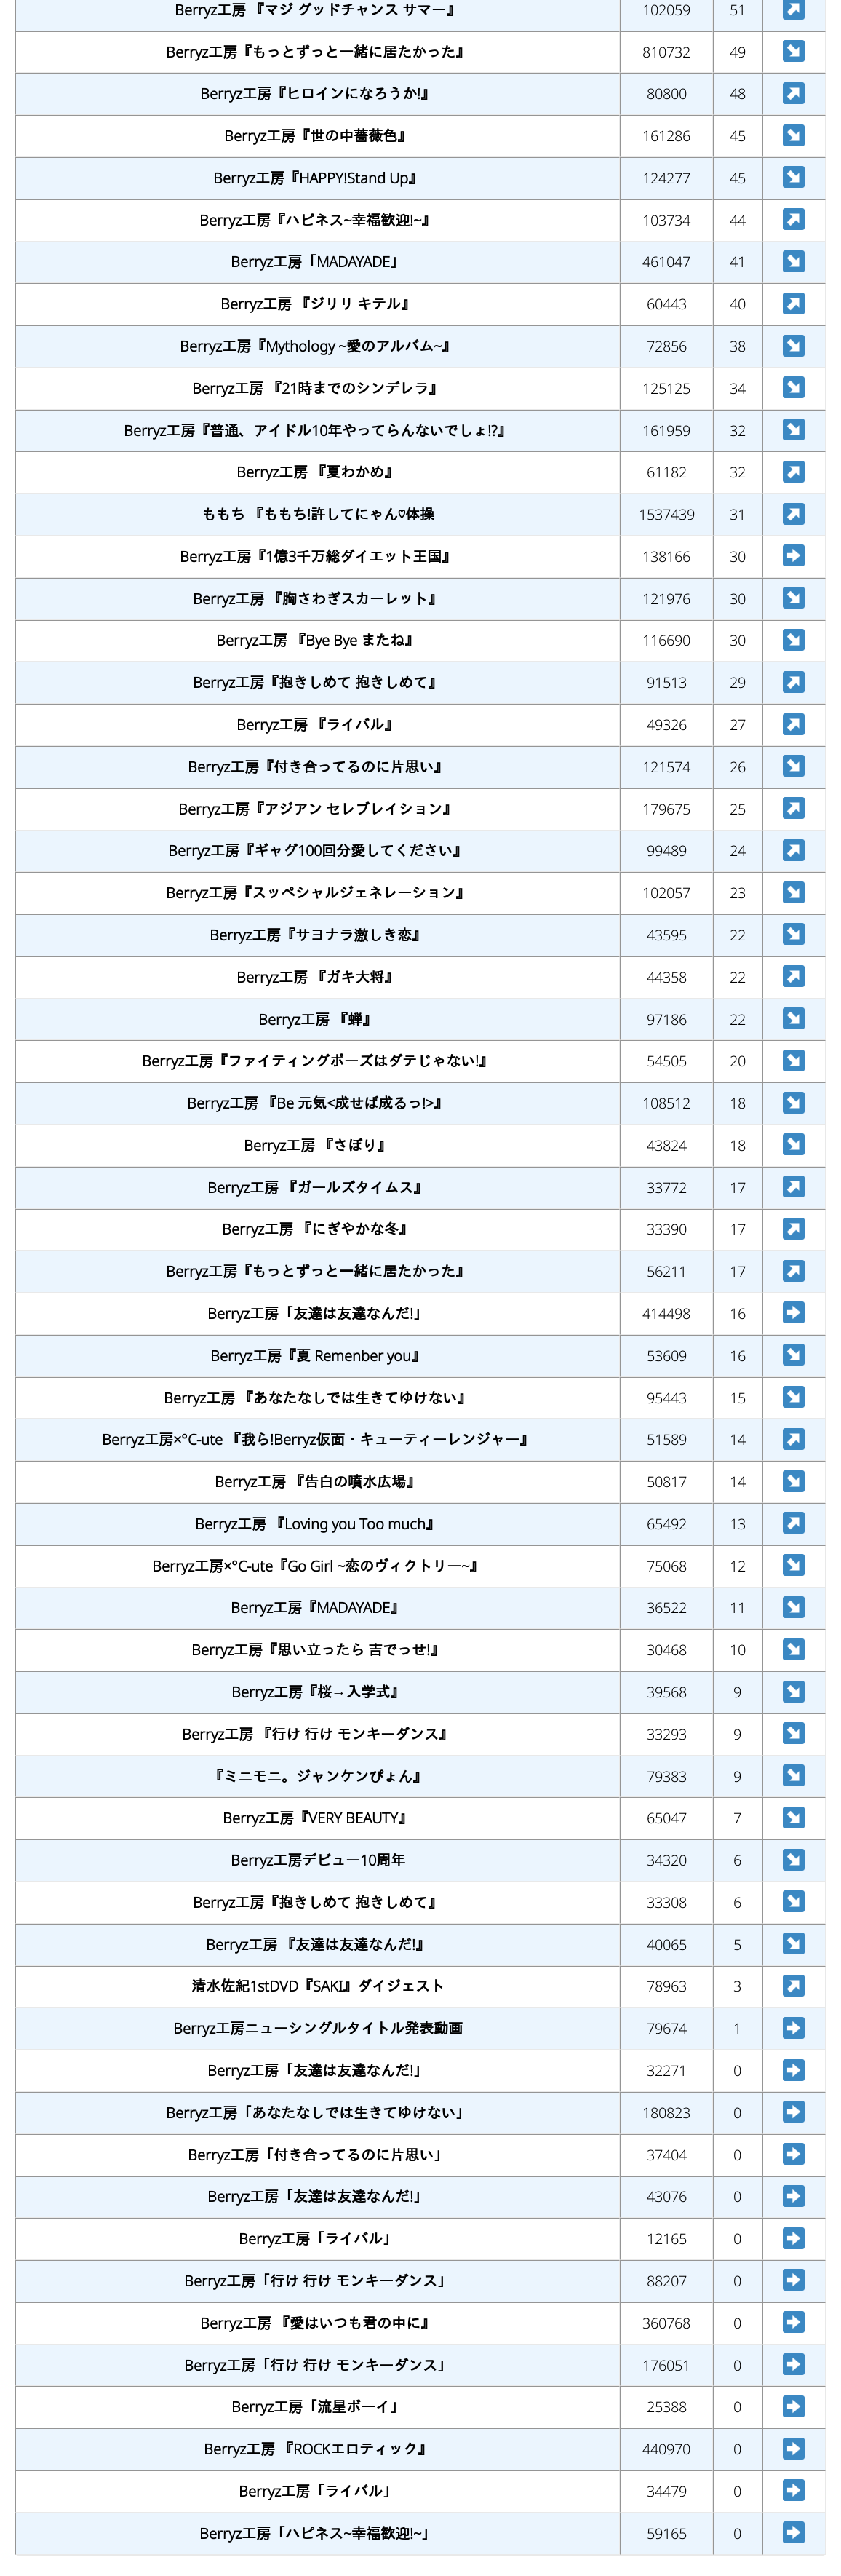 Berryz工房 『マジ グッドチャンス サマー』 102059 51 ↗
Berryz工房『もっとずっと一緒に居たかった』 810732 49 ↘
Berryz工房『ヒロインになろうか!』 80800 48 ↗
Berryz工房『世の中薔薇色』 161286 45 ↘
Berryz工房『HAPPY!Stand Up』 124277 45 ↘
Berryz工房『ハピネス~幸福歓迎!~』 103734 44 ↗
Berryz工房「MADAYADE」 461047 41 ↘
Berryz工房 『ジリリ キテル』 60443 40 ↗
Berryz工房『Mythology ~愛のアルバム~』 72856 38 ↘
Berryz工房 『21時までのシンデレラ』 125125 34 ↘
Berryz工房『普通、アイドル10年やってらんないでしょ!?』 161959 32 ↘
Berryz工房 『夏わかめ』 61182 32 ↗
ももち 『ももち!許してにゃん♡体操 1537439 31 ↗
Berryz工房『1億3千万総ダイエット王国』 138166 30 ➡
Berryz工房 『胸さわぎスカーレット』 121976 30 ↘
Berryz工房 『Bye Bye またね』 116690 30 ↘
Berryz工房『抱きしめて 抱きしめて』 91513 29 ↗
Berryz工房 『ライバル』 49326 27 ↗
Berryz工房『付き合ってるのに片思い』 121574 26 ↘
Berryz工房『アジアン セレブレイション』 179675 25 ↗
Berryz工房『ギャグ100回分愛してください』 99489 24 ↗
Berryz工房『スッペシャルジェネレーション』 102057 23 ↘
Berryz工房『サヨナラ激しき恋』 43595 22 ↘
Berryz工房 『ガキ大将』 44358 22 ↗
Berryz工房 『蝉』 97186 22 ↘
Berryz工房『ファイティングポーズはダテじゃない!』 54505 20 ↘
Berryz工房 『Be 元気<成せば成るっ!>』 108512 18 ↘
Berryz工房 『さぼり』 43824 18 ↘
Berryz工房 『ガールズタイムス』 33772 17 ↗
Berryz工房 『にぎやかな冬』 33390 17 ↗
Berryz工房『もっとずっと一緒に居たかった』 56211 17 ↗
Berryz工房「友達は友達なんだ!」 414498 16 ➡
Berryz工房『夏 Remenber you』 53609 16 ↘
Berryz工房 『あなたなしでは生きてゆけない』 95443 15 ↘
Berryz工房×°C-ute 『我ら!Berryz仮面・キューティーレンジャー』 51589 14 ↗
Berryz工房 『告白の噴水広場』 50817 14 ↘
Berryz工房 『Loving you Too much』 65492 13 ↗
Berryz工房×°C-ute『Go Girl ~恋のヴィクトリー~』 75068 12 ↘
Berryz工房『MADAYADE』 36522 11 ↘
Berryz工房『思い立ったら 吉でっせ!』 30468 10 ↘
Berryz工房『桜→入学式』 39568 9 ↘
Berryz工房 『行け 行け モンキーダンス』 33293 9 ↘
『ミニモニ。ジャンケンぴょん』 79383 9 ↘
Berryz工房『VERY BEAUTY』 65047 7 ↘
Berryz工房デビュー10周年 34320 6 ↘
Berryz工房『抱きしめて 抱きしめて』 33308 6 ↘
Berryz工房 『友達は友達なんだ!』 40065 5 ↘
清水佐紀1stDVD『SAKI』ダイジェスト 78963 3 ↗
Berryz工房ニューシングルタイトル発表動画 79674 1 ➡
Berryz工房「友達は友達なんだ!」 32271 0 ➡
Berryz工房「あなたなしでは生きてゆけない」 180823 0 ➡
Berryz工房「付き合ってるのに片思い」 37404 0 ➡
Berryz工房「友達は友達なんだ!」 43076 0 ➡
Berryz工房「ライバル」 12165 0 ➡
Berryz工房「行け 行け モンキーダンス」 88207 0 ➡
Berryz工房 『愛はいつも君の中に』 360768 0 ➡
Berryz工房「行け 行け モンキーダンス」 176051 0 ➡
Berryz工房「流星ボーイ」 25388 0 ➡
Berryz工房 『ROCKエロティック』 440970 0 ➡
Berryz工房「ライバル」 34479 0 ➡
Berryz工房「ハピネス~幸福歓迎!~」 59165 0 ➡